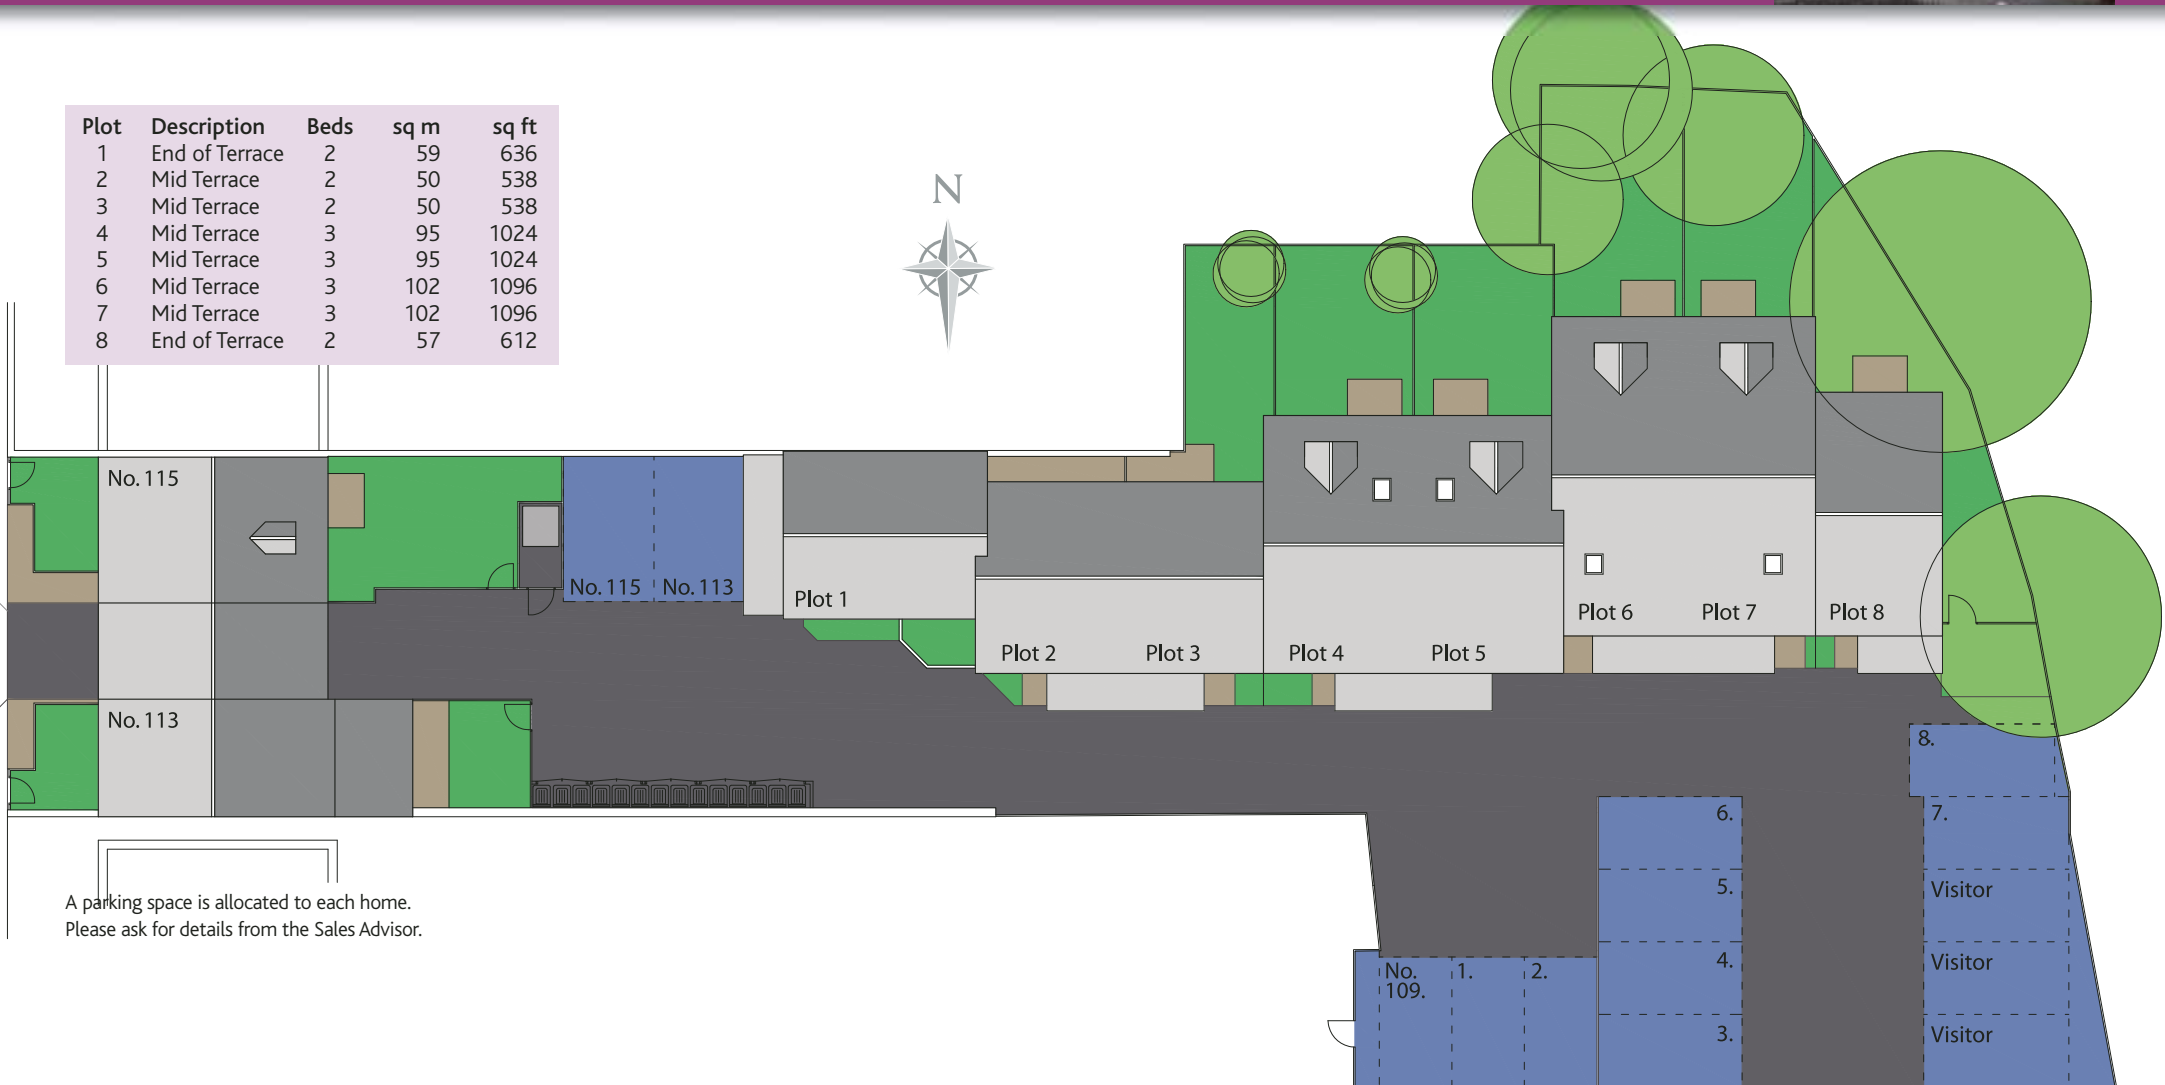 Plot Description Beds sq m sq ft
1 End of Terrace 2 59 636
2 Mid Terrace 2 50 538
3 Mid Terrace 2 50 538
4 Mid Terrace 3 95 1024
5 Mid Terrace 3 95 1024
6 Mid Terrace 3 102 1096
7 Mid Terrace 3 102 1096
8 End of Terrace 2 57 612
N
No. 115
No. 115
No. 113
Plot 1
Plot 2
Plot 3
Plot 4
Plot 5
Plot 6
Plot 7
Plot 8
No. 113
8.
6.
7.
5.
Visitor
4.
Visitor
No.
109.
1.
2.
3.
Visitor
A parking space is allocated to each home.
Please ask for details from the Sales Advisor.